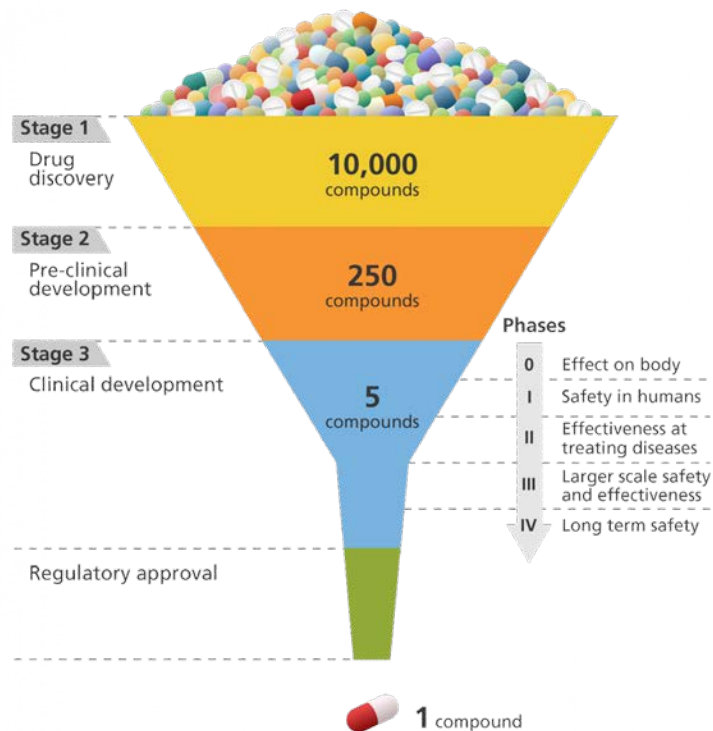 Stage 1
Drug
discovery
10,000
compounds
Stage 2
Pre-clinical
development
250
compounds
Stage 3
Clinical development
5
compounds
Phases
0 Effect on body
I Safety in humans
II Effectiveness at
treating diseases
III Larger scale safety
and effectiveness
IV Long term safety
Regulatory approval
1 compound